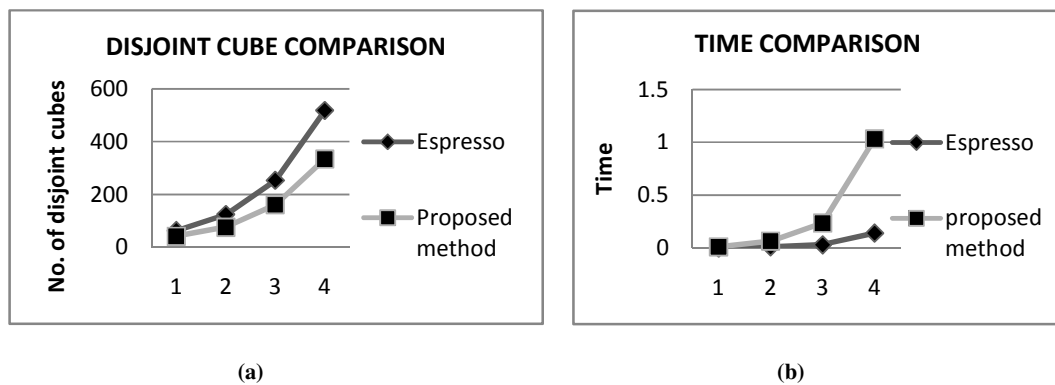 DISJOINT CUBE COMPARISON
No. of disjoint cubes
600
400
200
0
1 2 3 4
Espresso
Proposed
method
(a)
TIME COMPARISON
Time
1.5
1
0.5
0
1 2 3 4
Espresso
proposed
method
(b)